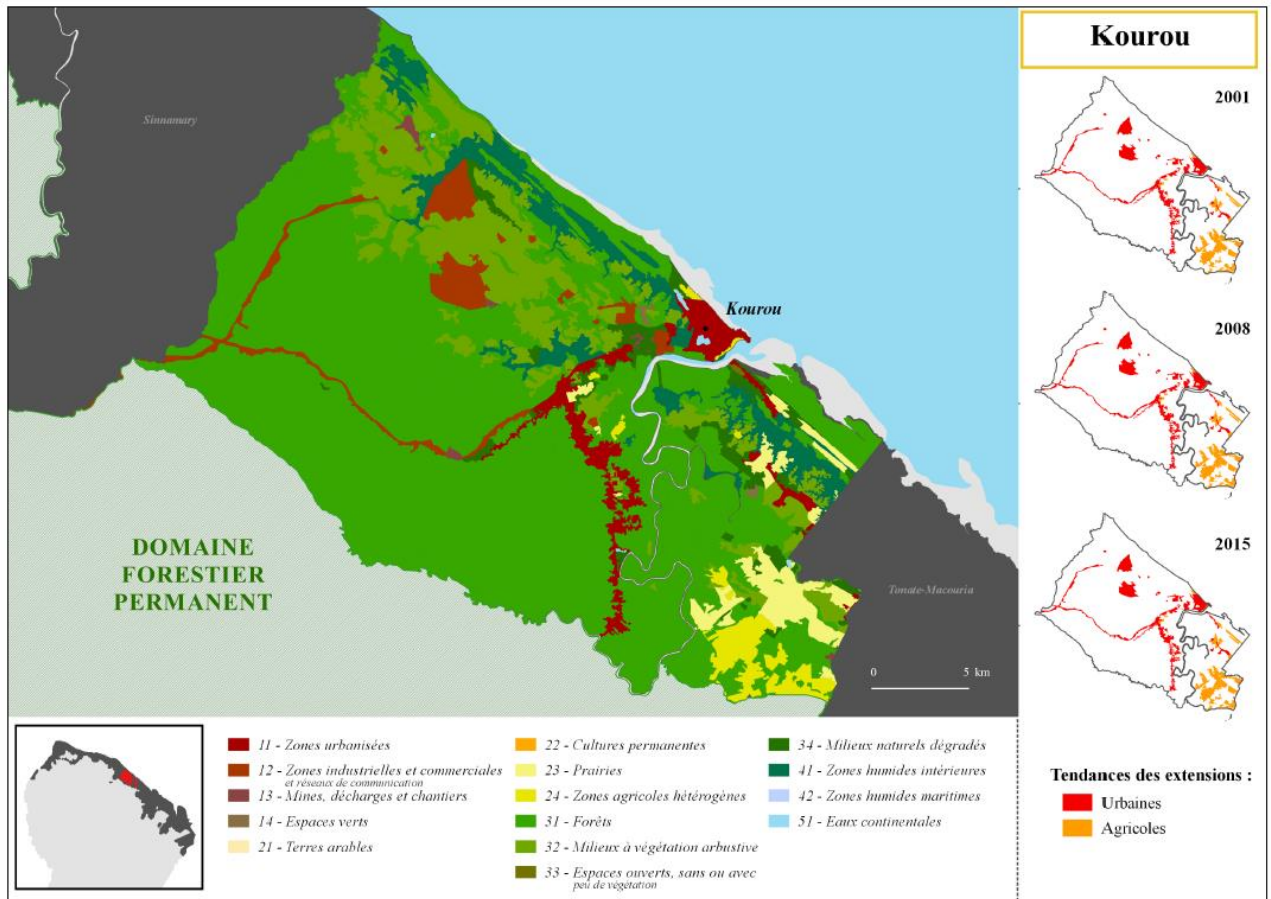 Kourou
2001
2008
2015
Tendances des extensions :
Urbaines
Agricoles
Sinnamary
Kourou
DOMAINE
FORESTIER
PERMANENT
Tonate-Macouria
0 5 km
11 - Zones urbanisées
12 - Zones industrielles et commerciales
et réseaux de communication
13 - Mines, décharges et chantiers
14 - Espaces verts
21 - Terres arables
22 - Cultures permanentes
23 - Prairies
24 - Zones agricoles hétérogènes
31 - Forêts
32 - Milieux à végétation arbustive
33 - Espaces ouverts, sans ou avec
peu de végétation
34 - Milieux naturels dégradés
41 - Zones humides intérieures
42 - Zones humides maritimes
51 - Eaux continentales